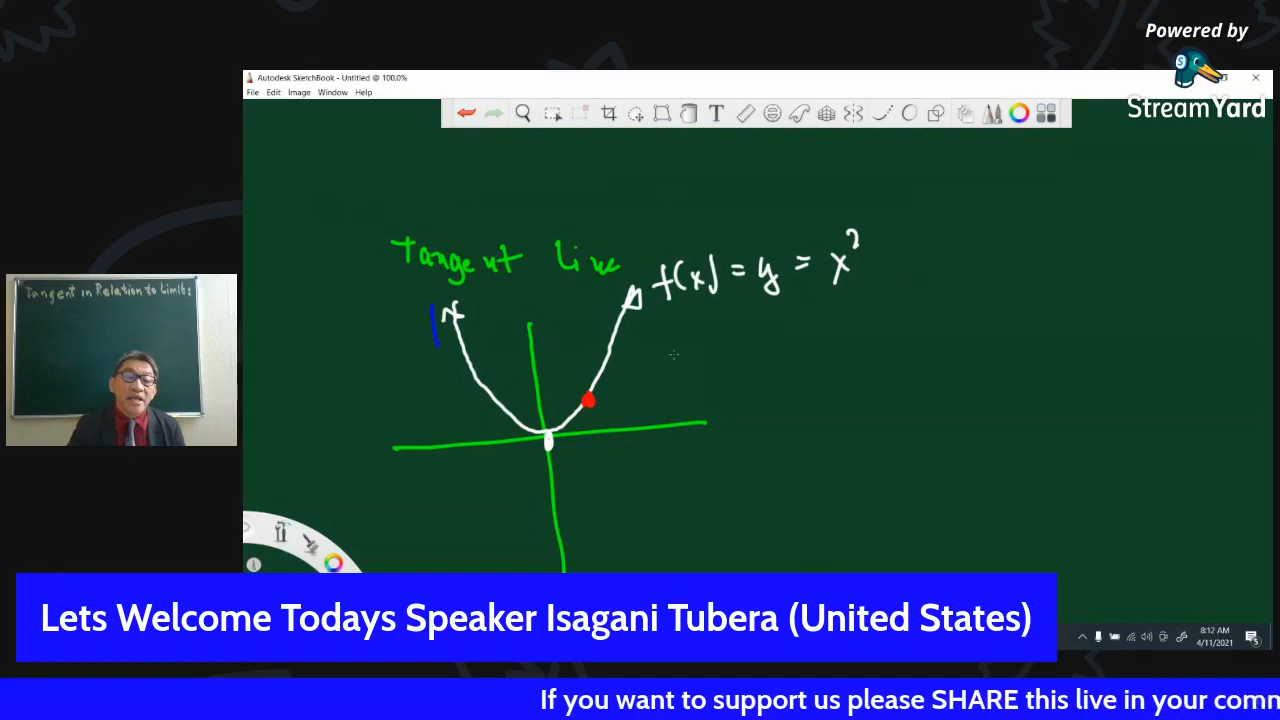 Powered by
StreamYard
Autodesk SketchBook - Untitled @ 100.0%
File Edit Image Window Help
T
Tangent Line
f(x) = y = x²
Tangent in Relation to Limits
Lets Welcome Todays Speaker Isagani Tubera (United States)
8:12 AM
4/11/2021
5
If you want to support us please SHARE this live in your comm